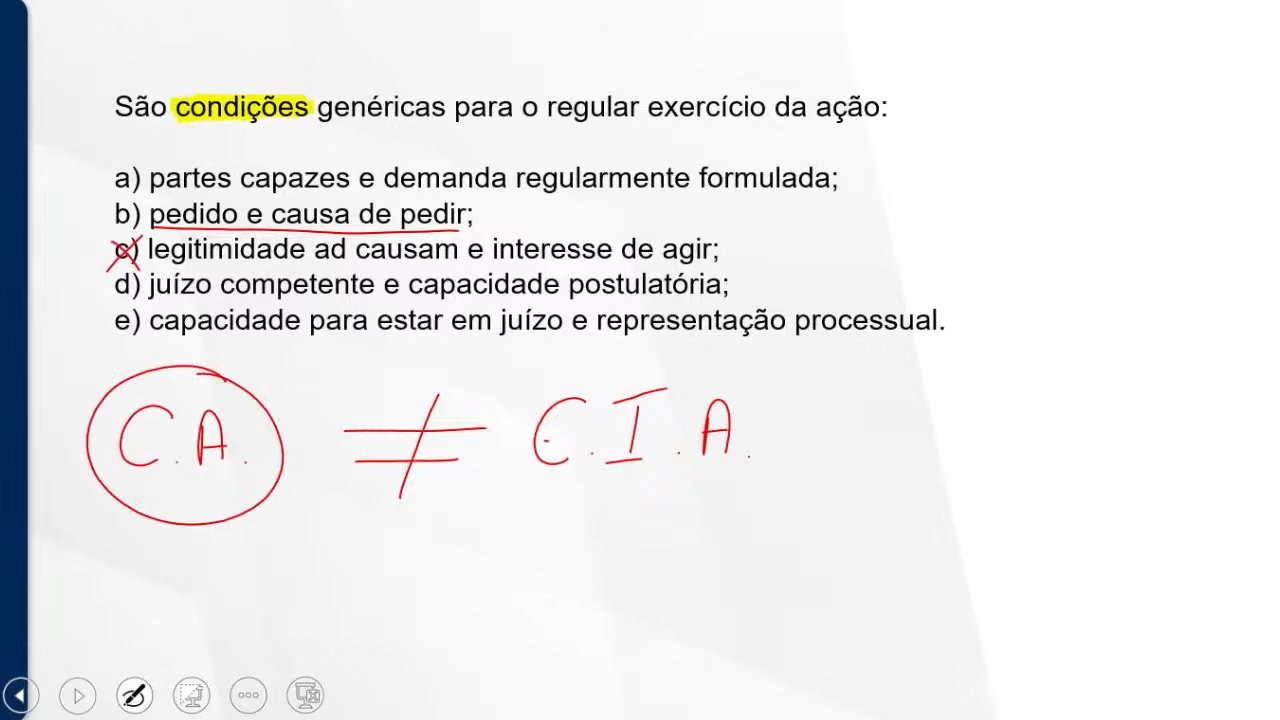 São condições genéricas para o regular exercício da ação:
a) partes capazes e demanda regularmente formulada;
b) pedido e causa de pedir;
c) legitimidade ad causam e interesse de agir;
d) juízo competente e capacidade postulatória;
e) capacidade para estar em juízo e representação processual.
C.A. ≠ C.I.A.